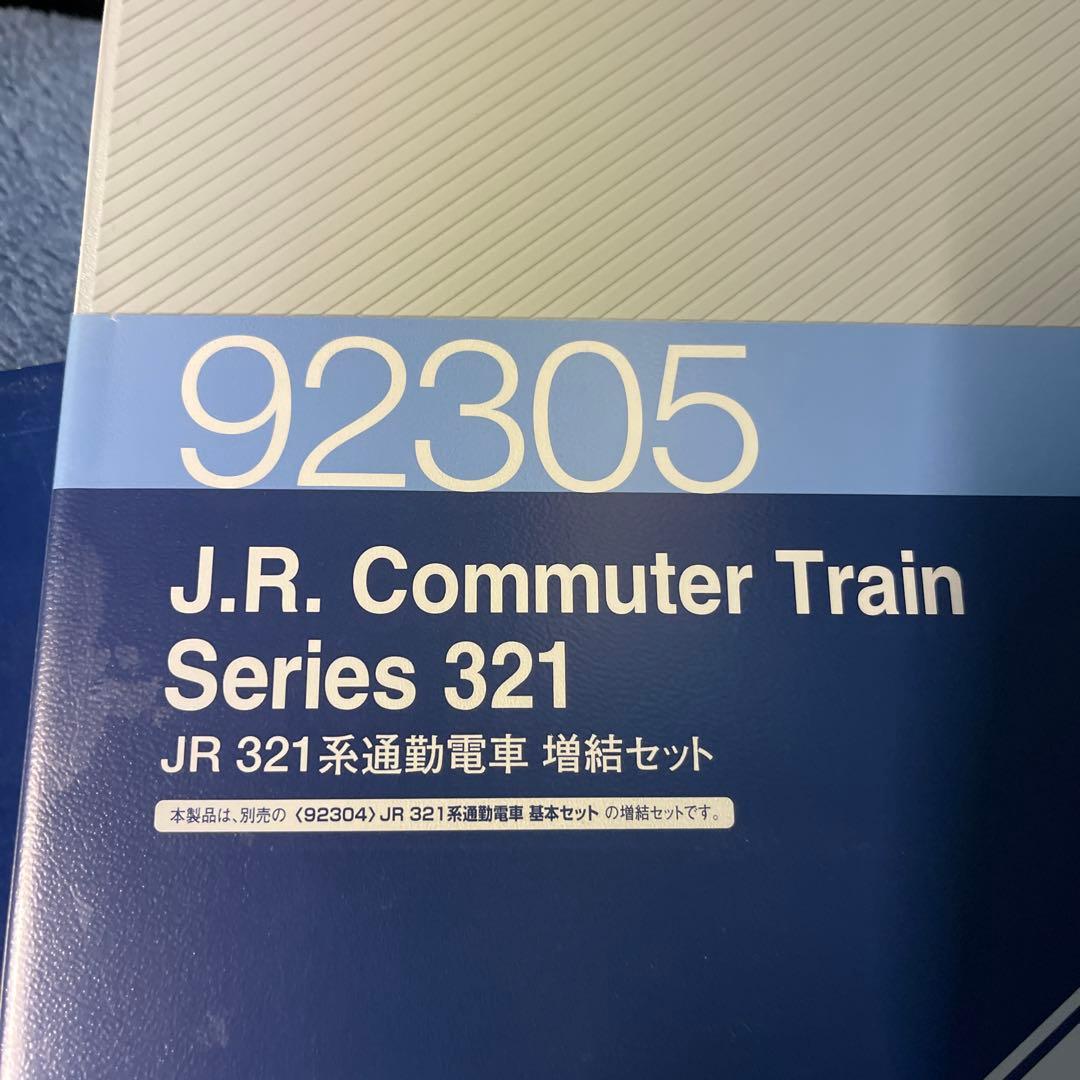 92305
J.R. Commuter Train
Series 321
JR 321系通勤電車 増結セット
本製品は、別売の〈92304〉JR 321系通勤電車 基本セット の増結セットです。